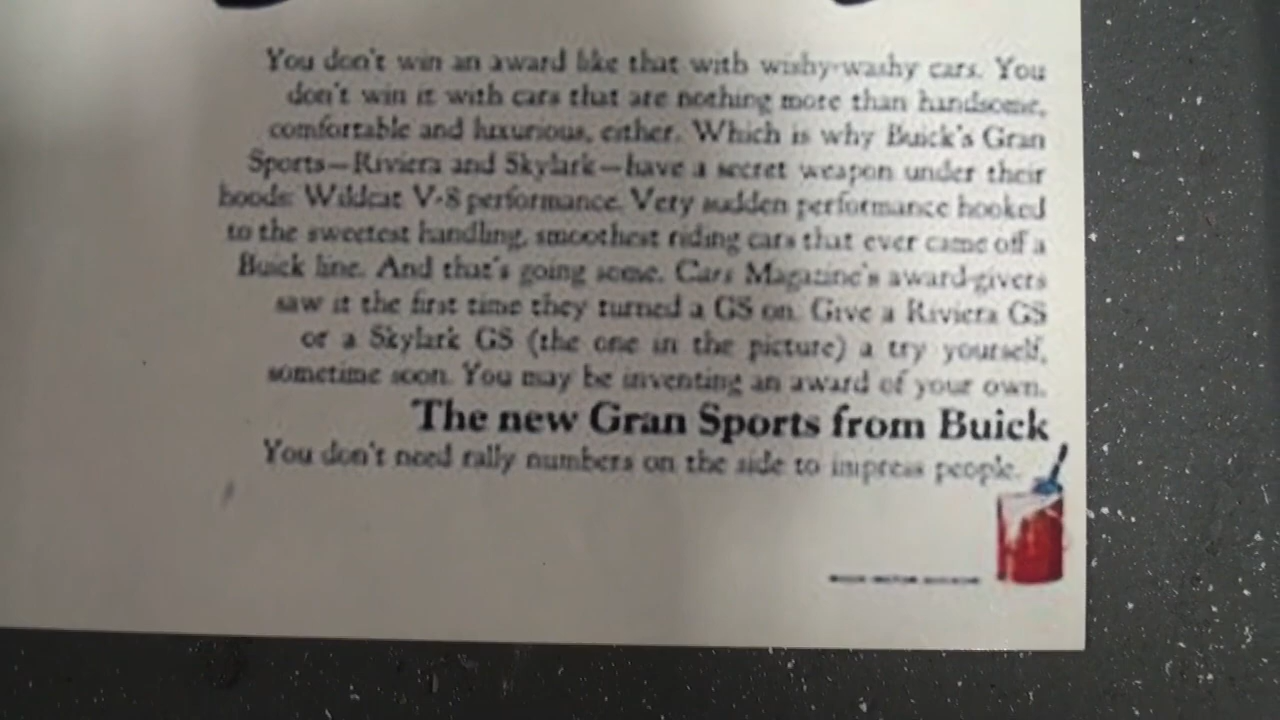 You don't win an award like that with wishy-washy cars. You
don't win it with cars that are nothing more than handsome,
comfortable and luxurious, either. Which is why Buick's Gran
Sports—Riviera and Skylark—have a secret weapon under their
hoods: Wildcat V-8 performance. Very sudden performance hooked
to the sweetest handling, smoothest riding cars that ever came off a
Buick line. And that's going some. Cars Magazine's award-givers
saw it the first time they turned a GS on. Give a Riviera GS
or a Skylark GS (the one in the picture) a try yourself,
sometime soon. You may be inventing an award of your own.
The new Gran Sports from Buick
You don't need rally numbers on the side to impress people.